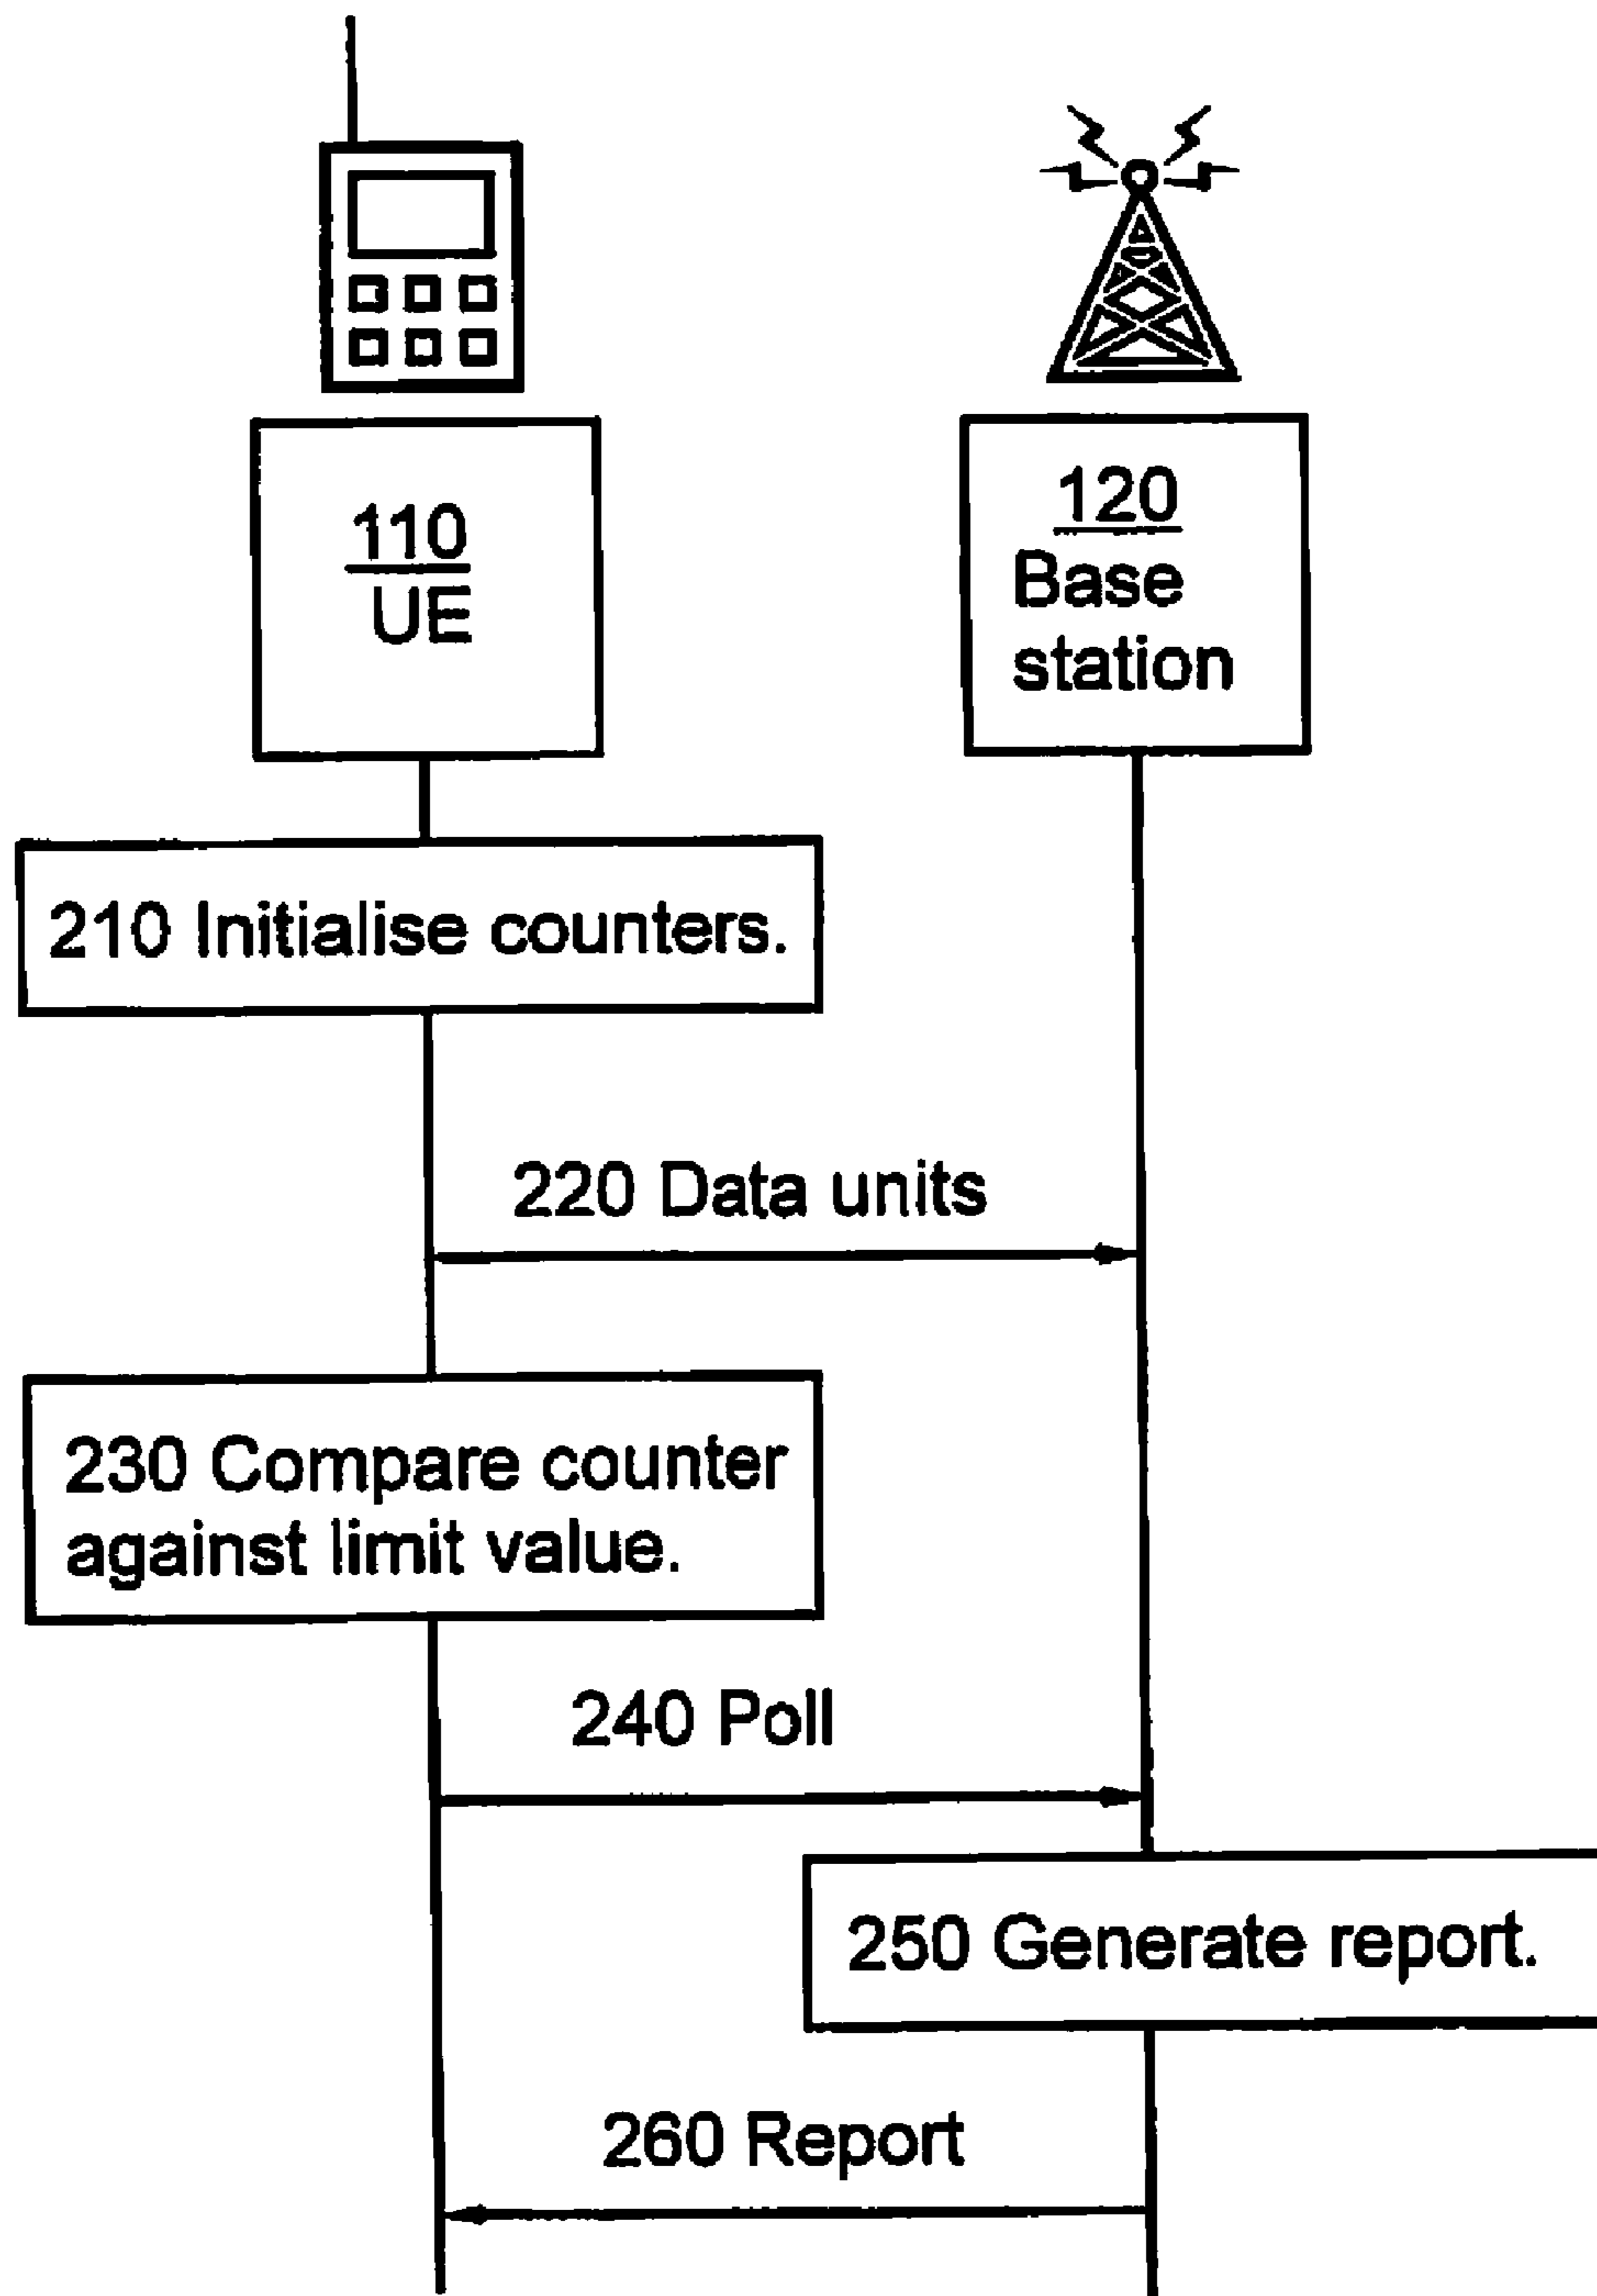 110
UE
120
Base
station
210 Initialise counters.
220 Data units
230 Compare counter
against limit value.
240 Poll
250 Generate report.
260 Report